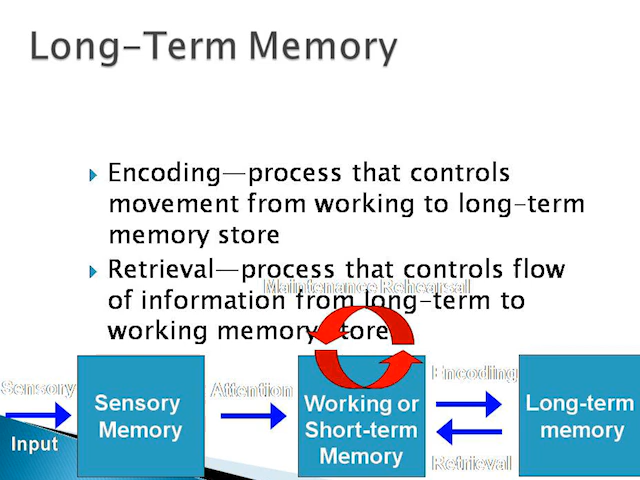 Long-Term Memory
Encoding—process that controls
movement from working to long-term
memory store
Retrieval—process that controls flow
Maintenance Rehearsal
of information from long-term to
working memory store
Sensory
Input
Sensory
Memory
Attention
Working or
Short-term
Memory
Encoding
Retrieval
Long-term
memory